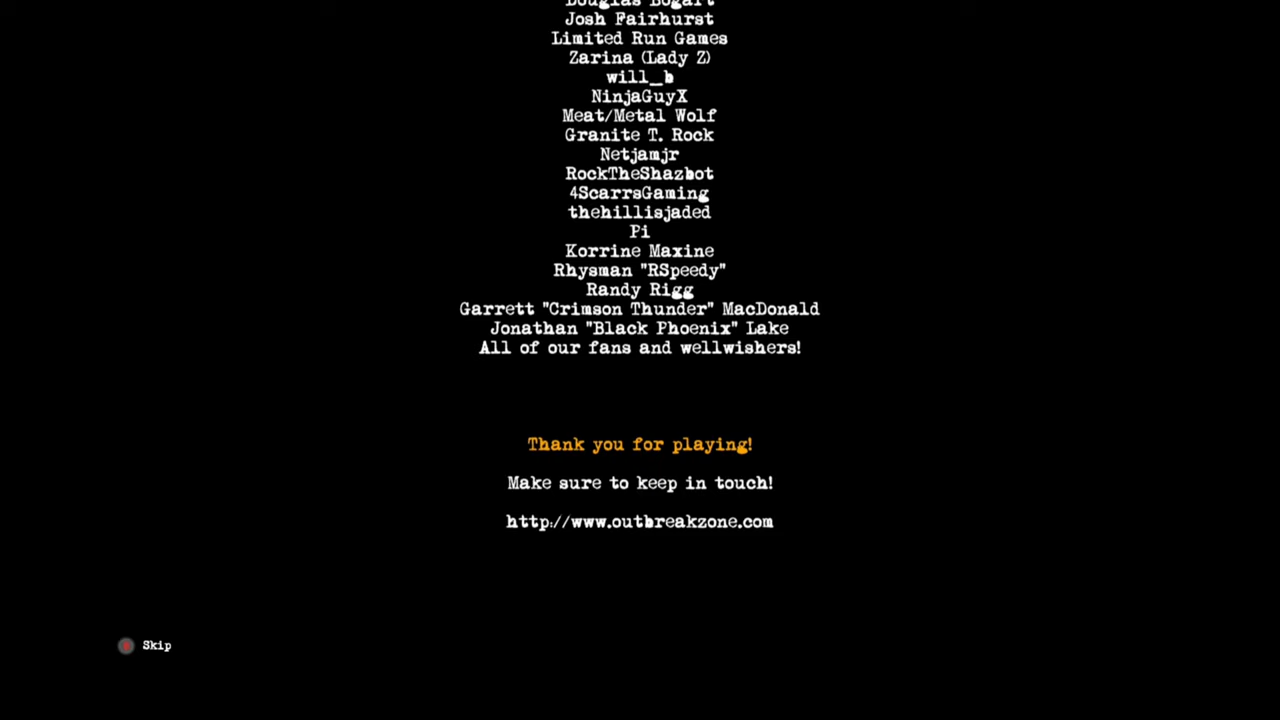 Douglas Bogart
Josh Fairhurst
Limited Run Games
Zarina (Lady Z)
will_b
NinjaGuyX
Meat/Metal Wolf
Granite T. Rock
Netjamjr
RockTheShazbot
4ScarrsGaming
thehillisjaded
Pi
Korrine Maxine
Rhysman "RSpeedy"
Randy Rigg
Garrett "Crimson Thunder" MacDonald
Jonathan "Black Phoenix" Lake
All of our fans and wellwishers!
Thank you for playing!
Make sure to keep in touch!
http://www.outbreakzone.com
Skip